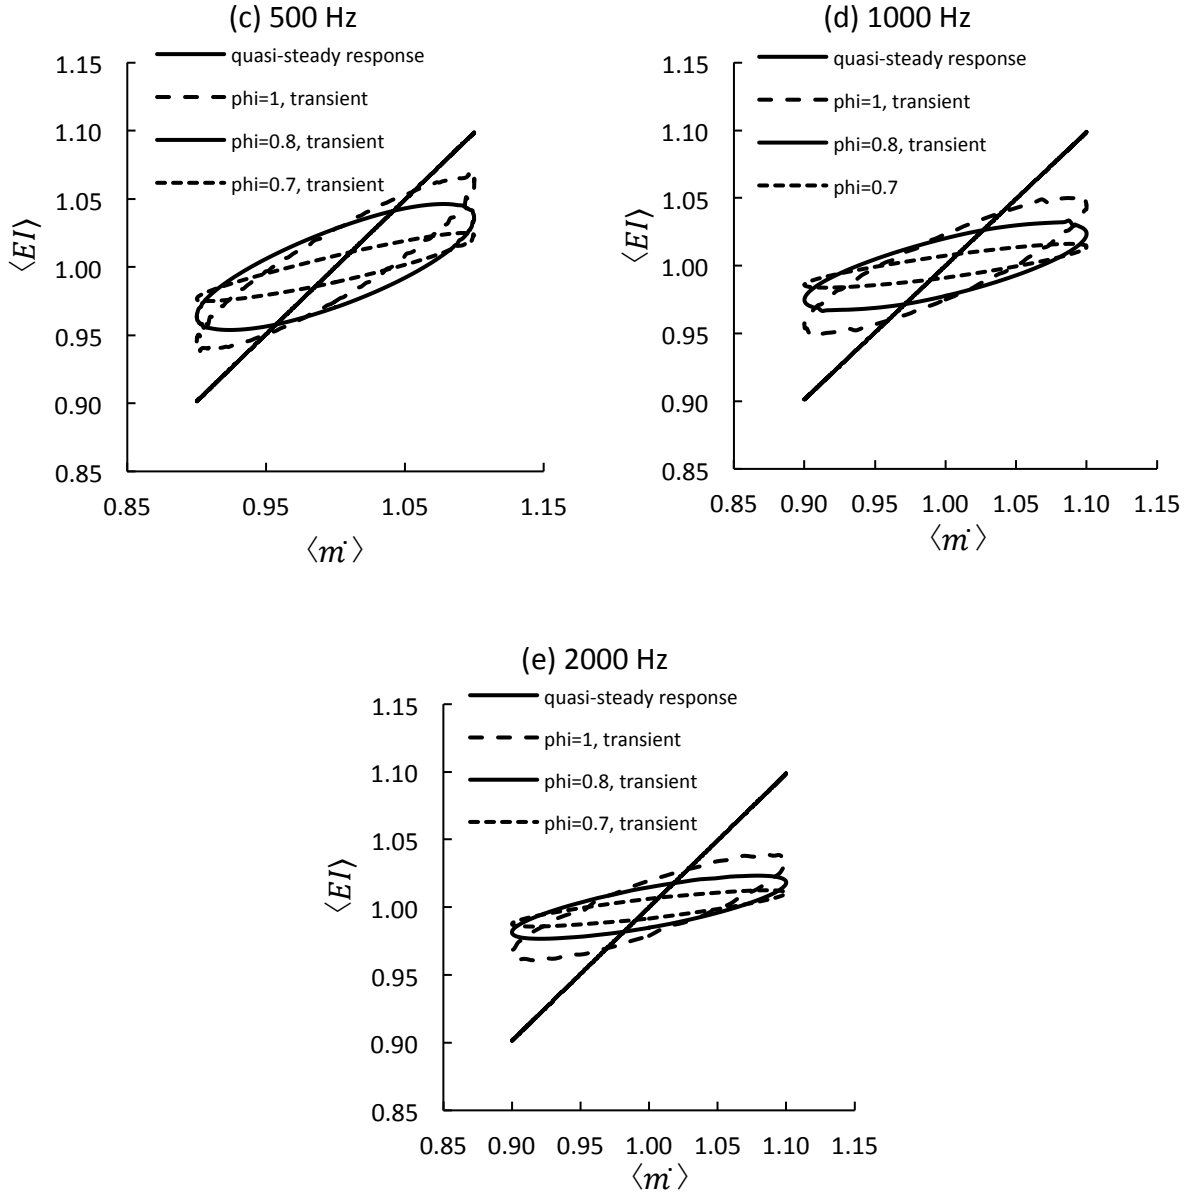 (c) 500 Hz
quasi-steady response
phi=1, transient
phi=0.8, transient
phi=0.7, transient
1.15
1.10
1.05
1.00
0.95
0.90
0.85
⟨EI⟩
0.85 0.95 1.05 1.15
⟨ṁ⟩
(d) 1000 Hz
quasi-steady response
phi=1, transient
phi=0.8, transient
phi=0.7
1.15
1.10
1.05
1.00
0.95
0.90
0.85
⟨EI⟩
0.85 0.90 0.95 1.00 1.05 1.10 1.15
⟨ṁ⟩
(e) 2000 Hz
quasi-steady response
phi=1, transient
phi=0.8, transient
phi=0.7, transient
1.15
1.10
1.05
1.00
0.95
0.90
0.85
⟨EI⟩
0.85 0.90 0.95 1.00 1.05 1.10 1.15
⟨ṁ⟩